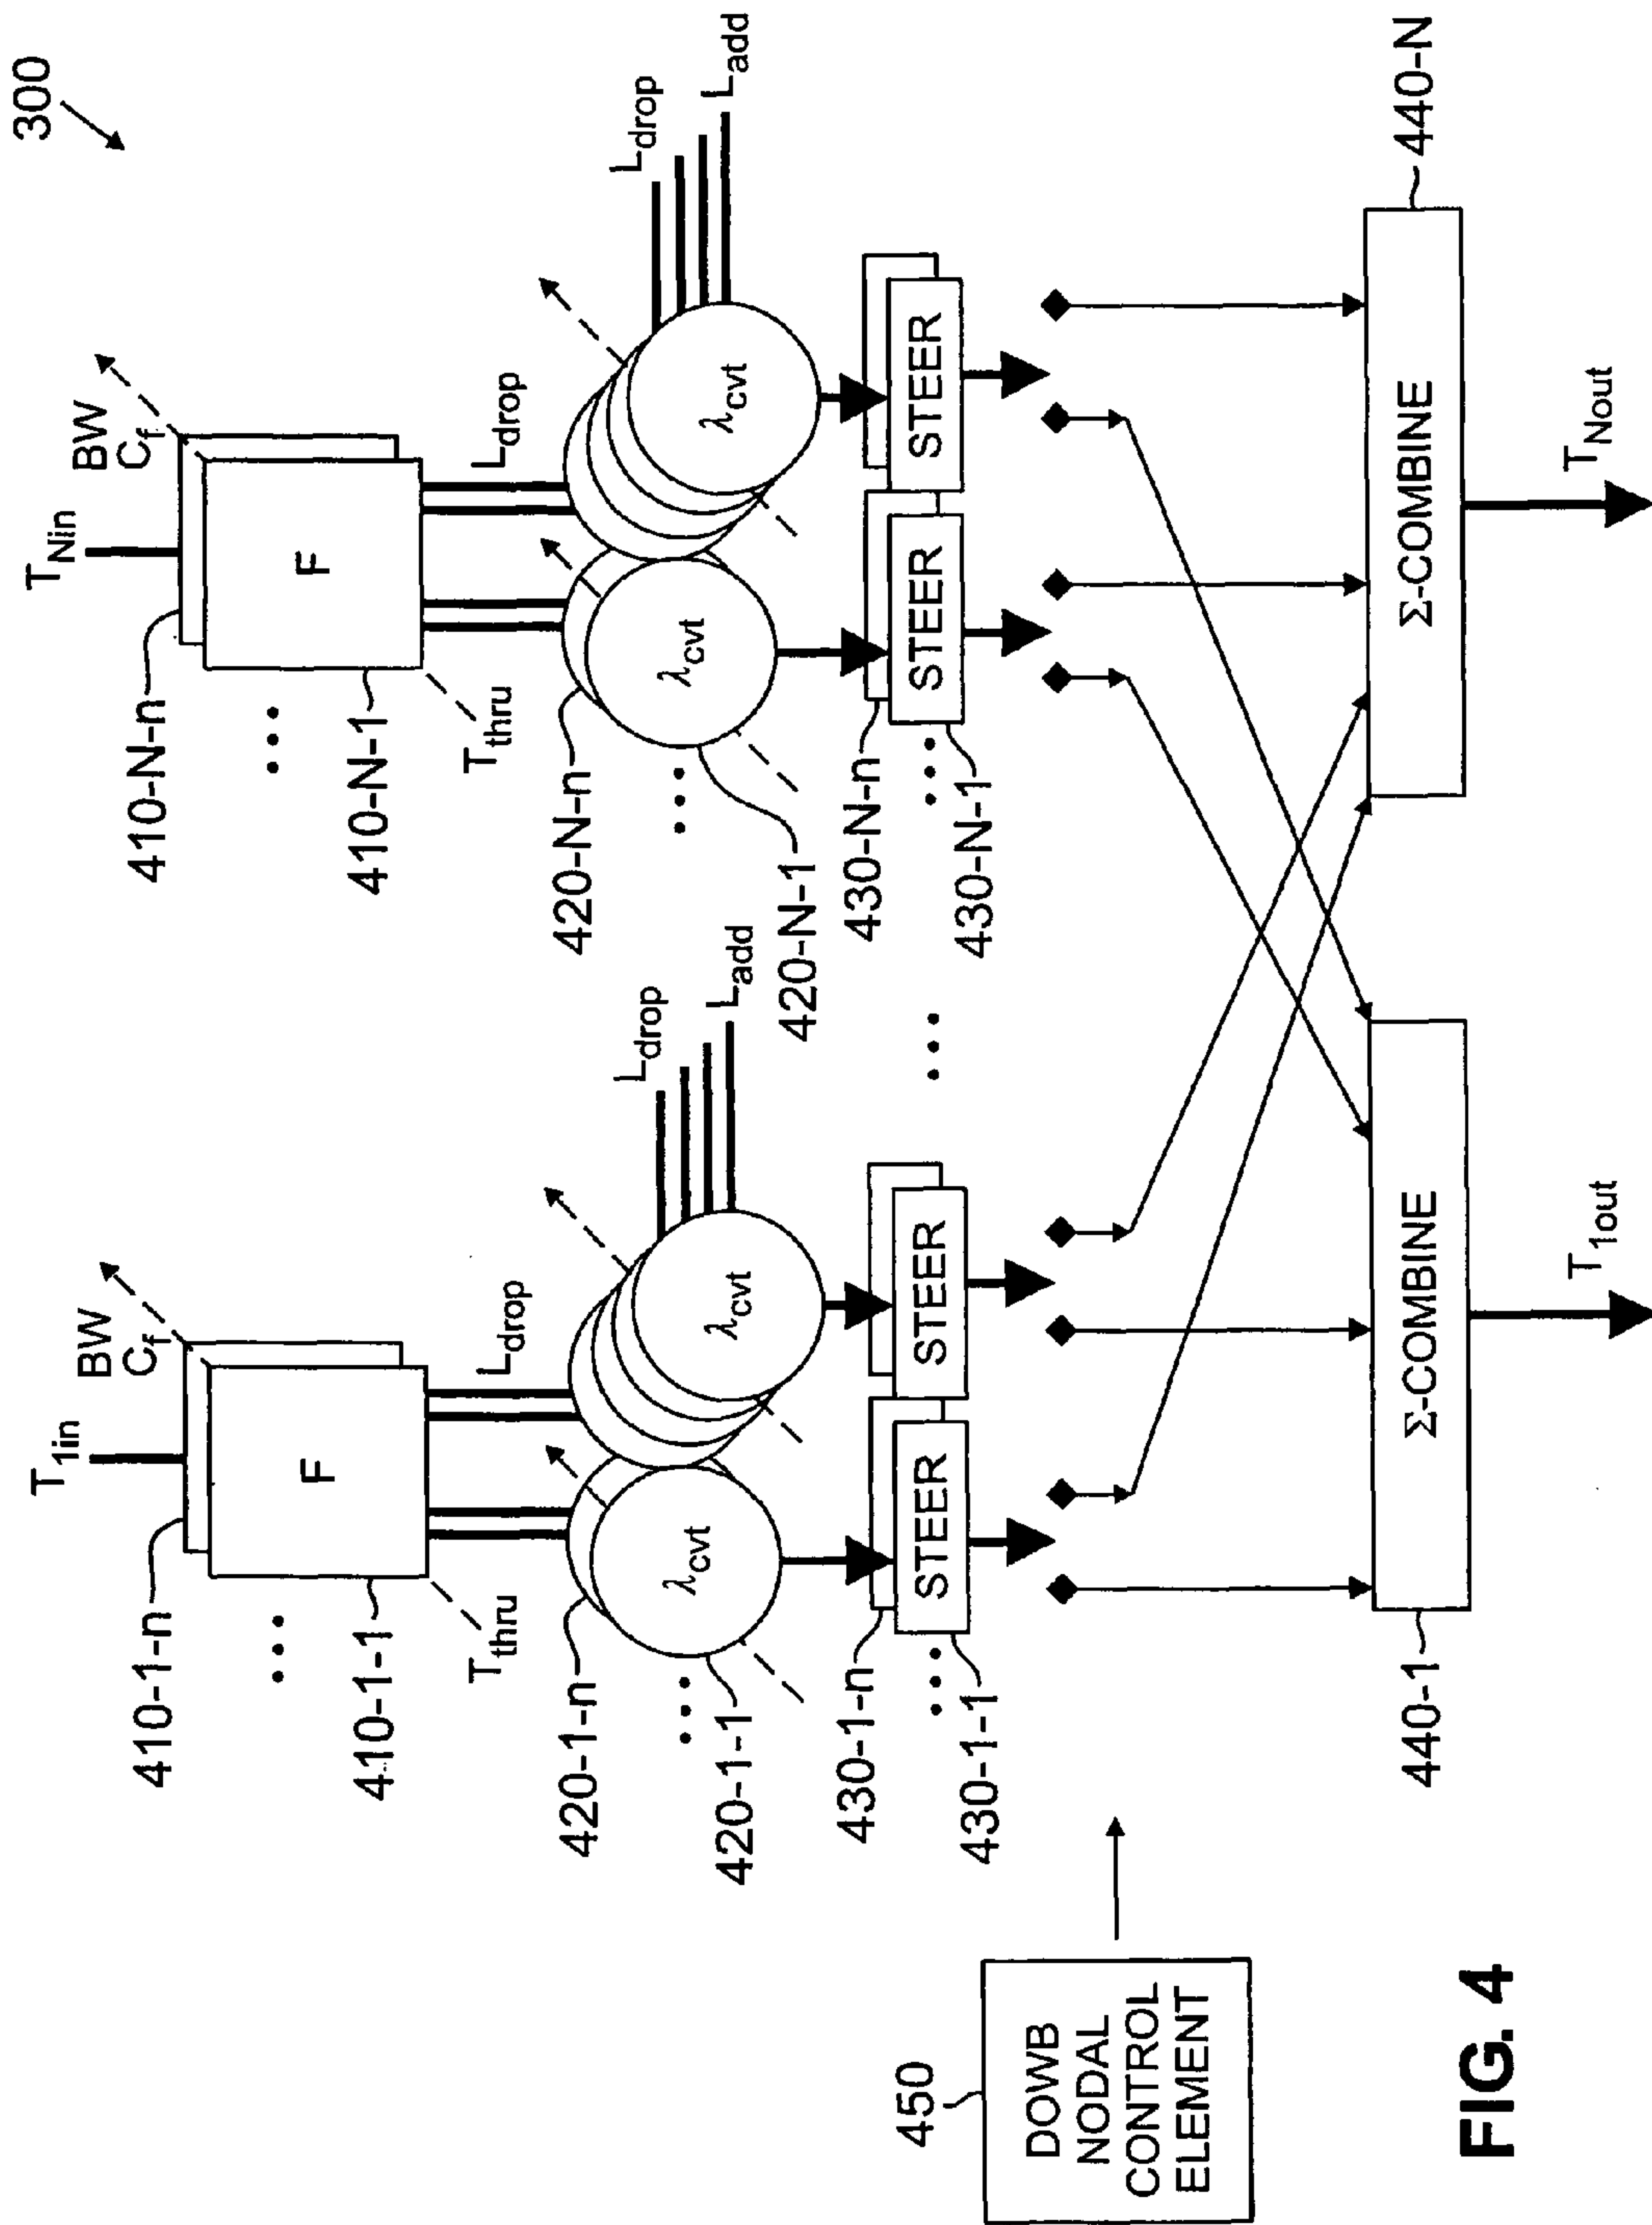 300
T1in
BW
Cf
410-1-n
F
410-1-1
Tthru
Ldrop
420-1-n
λcvt
λcvt
Ldrop
Ladd
420-1-1
430-1-n
STEER
STEER
430-1-1
TNin
BW
Cf
410-N-n
F
410-N-1
Tthru
Ldrop
420-N-n
λcvt
λcvt
Ldrop
Ladd
420-N-1
430-N-n
STEER
STEER
430-N-1
450
DOWB
NODAL
CONTROL
ELEMENT
Σ-COMBINE
440-1
T1out
Σ-COMBINE
440-N
TNout
FIG. 4